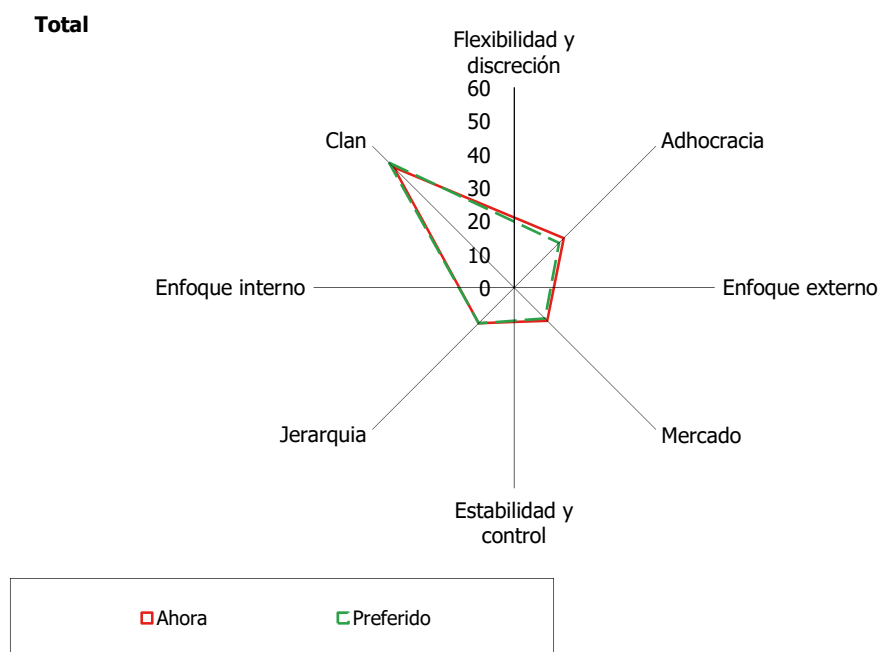 Total
Flexibilidad y
discreción
60
50
40
30
20
10
0
Clan
Adhocracia
Enfoque interno
Enfoque externo
Jerarquia
Mercado
Estabilidad y
control
Ahora
Preferido